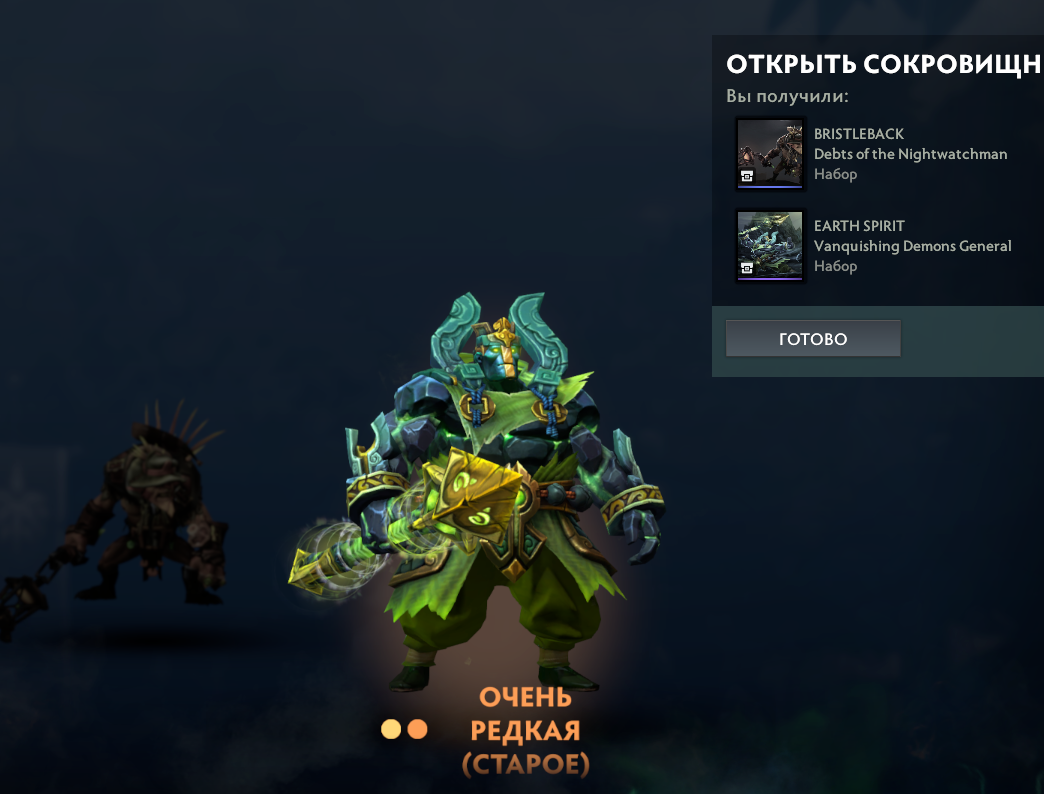 ОТКРЫТЬ СОКРОВИЩН
Вы получили:
BRISTLEBACK
Debts of the Nightwatchman
Набор
EARTH SPIRIT
Vanquishing Demons General
Набор
ГОТОВО
ОЧЕНЬ
РЕДКАЯ
(СТАРОЕ)